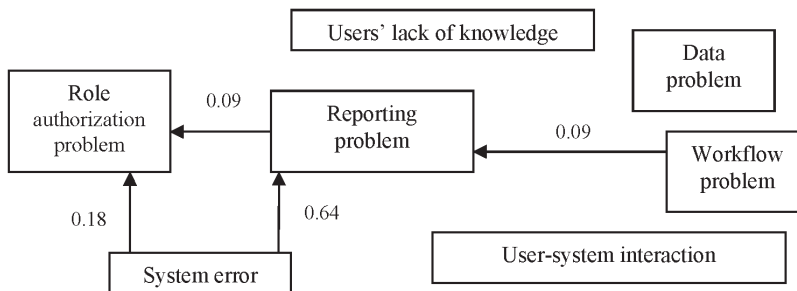 Users' lack of knowledge
Data
problem
Role
authorization
problem
0.09
Reporting
problem
0.09
Workflow
problem
0.18
0.64
User-system interaction
System error